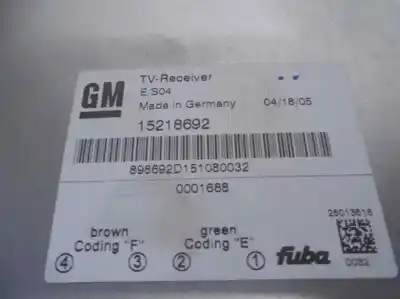 GM
TV-Receiver
E/S04
Made in Germany 04/18/05
15218692
898692D151080032
0001688
28013616
brown green
Coding "F" Coding "E"
4 3 2 1
fuba
0032